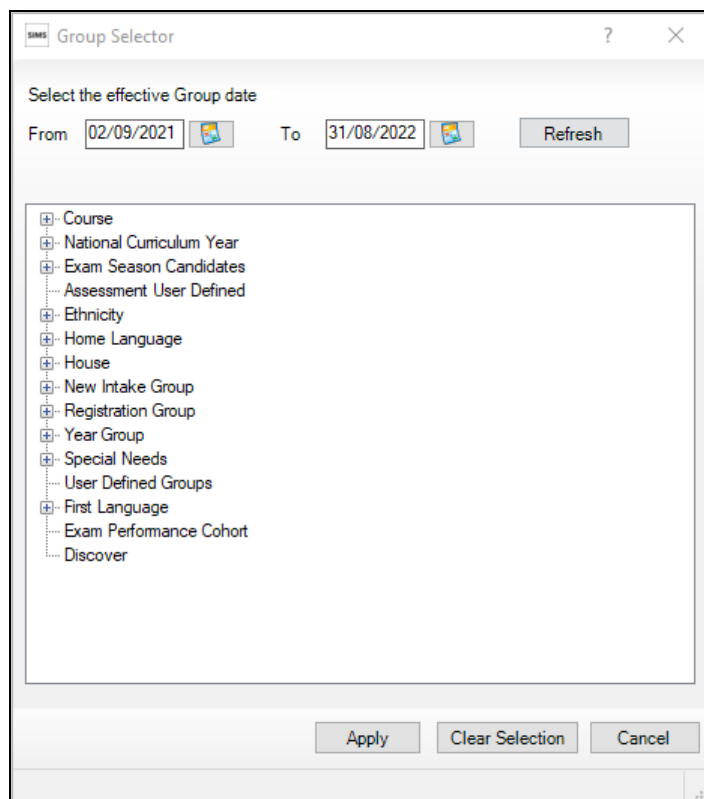 SIMS Group Selector ?
Select the effective Group date
From 02/09/2021 To 31/08/2022 Refresh
Course
National Curriculum Year
Exam Season Candidates
Assessment User Defined
Ethnicity
Home Language
House
New Intake Group
Registration Group
Year Group
Special Needs
User Defined Groups
First Language
Exam Performance Cohort
Discover
Apply Clear Selection Cancel